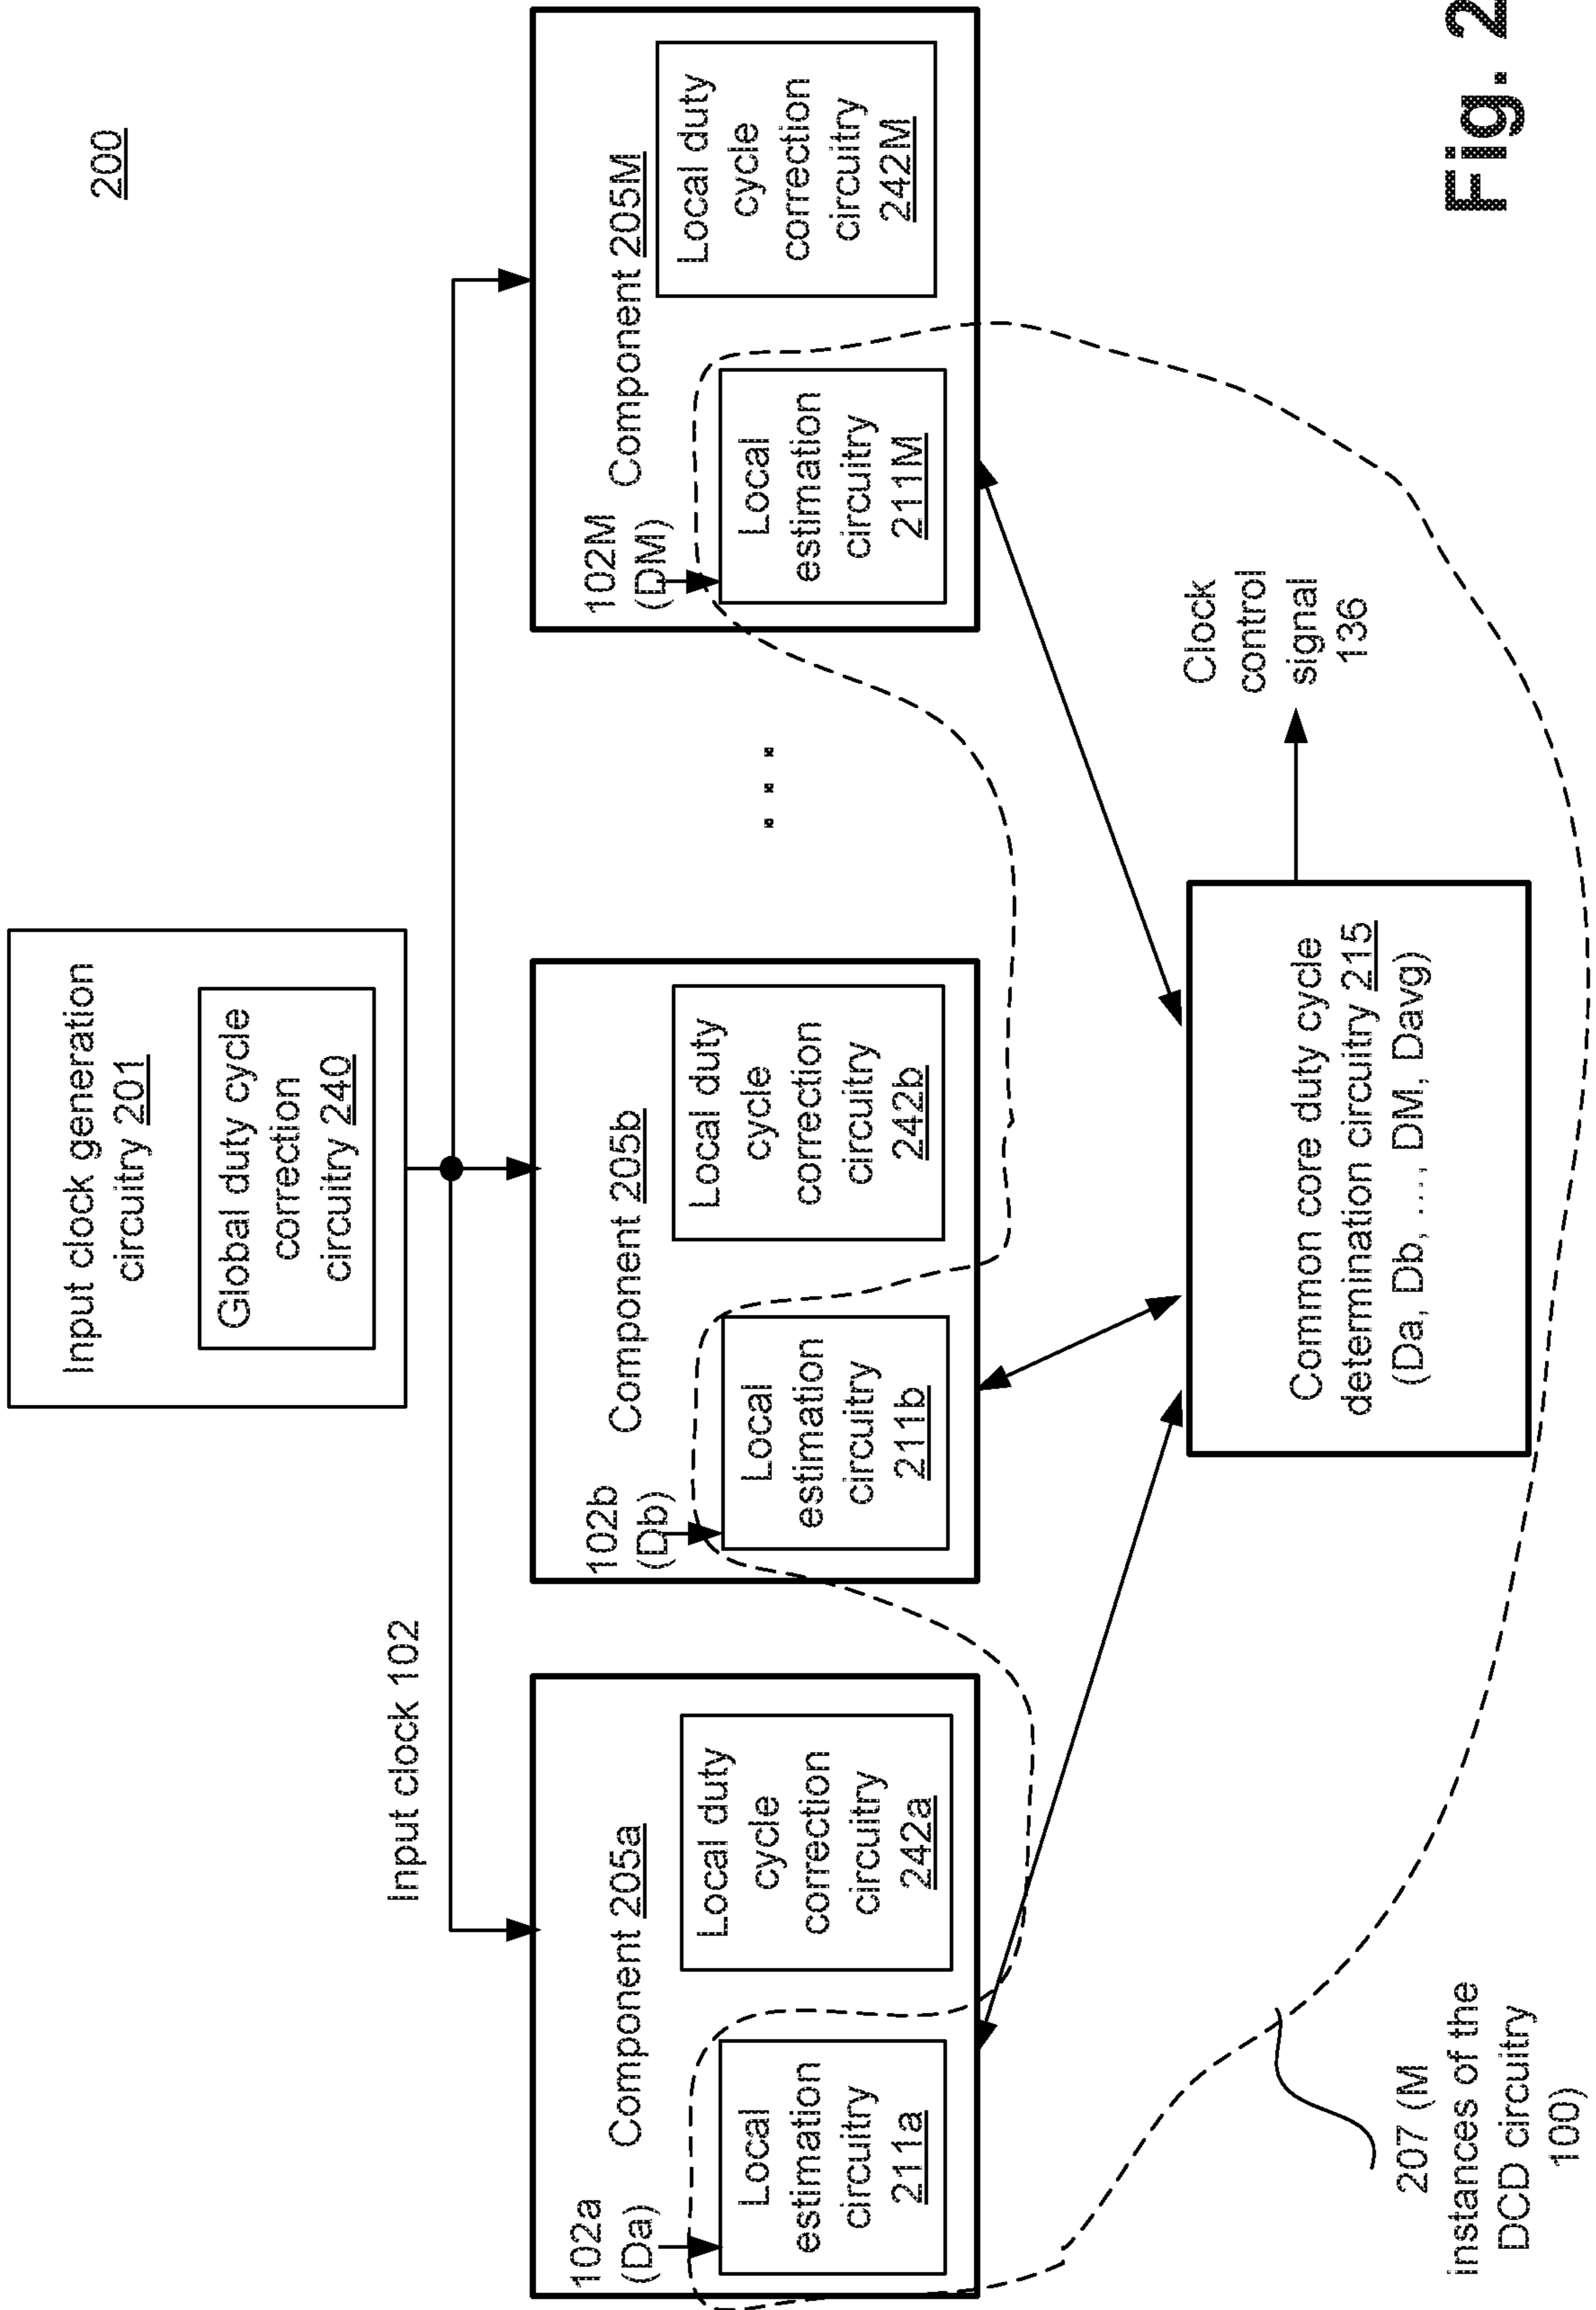 200
Input clock generation
circuitry 201
Global duty cycle
correction
circuitry 240
Input clock 102
102a
(Da)
Component 205a
Local
estimation
circuitry
211a
Local duty
cycle
correction
circuitry
242a
102b
(Db)
Component 205b
Local
estimation
circuitry
211b
Local duty
cycle
correction
circuitry
242b
. . .
102M
(DM)
Component 205M
Local
estimation
circuitry
211M
Local duty
cycle
correction
circuitry
242M
Common core duty cycle
determination circuitry 215
(Da, Db, ...., DM, Davg)
Clock
control
signal
136
207 (M
instances of the
DCD circuitry
100)
Fig. 2